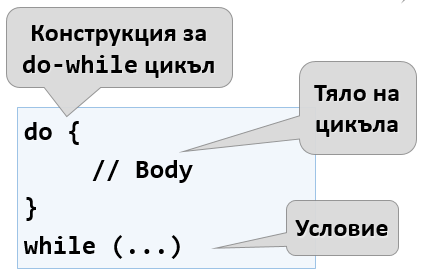 Конструкция за
do-while цикъл
Тяло на
цикъла
do {
// Body
}
while (...)
Условие